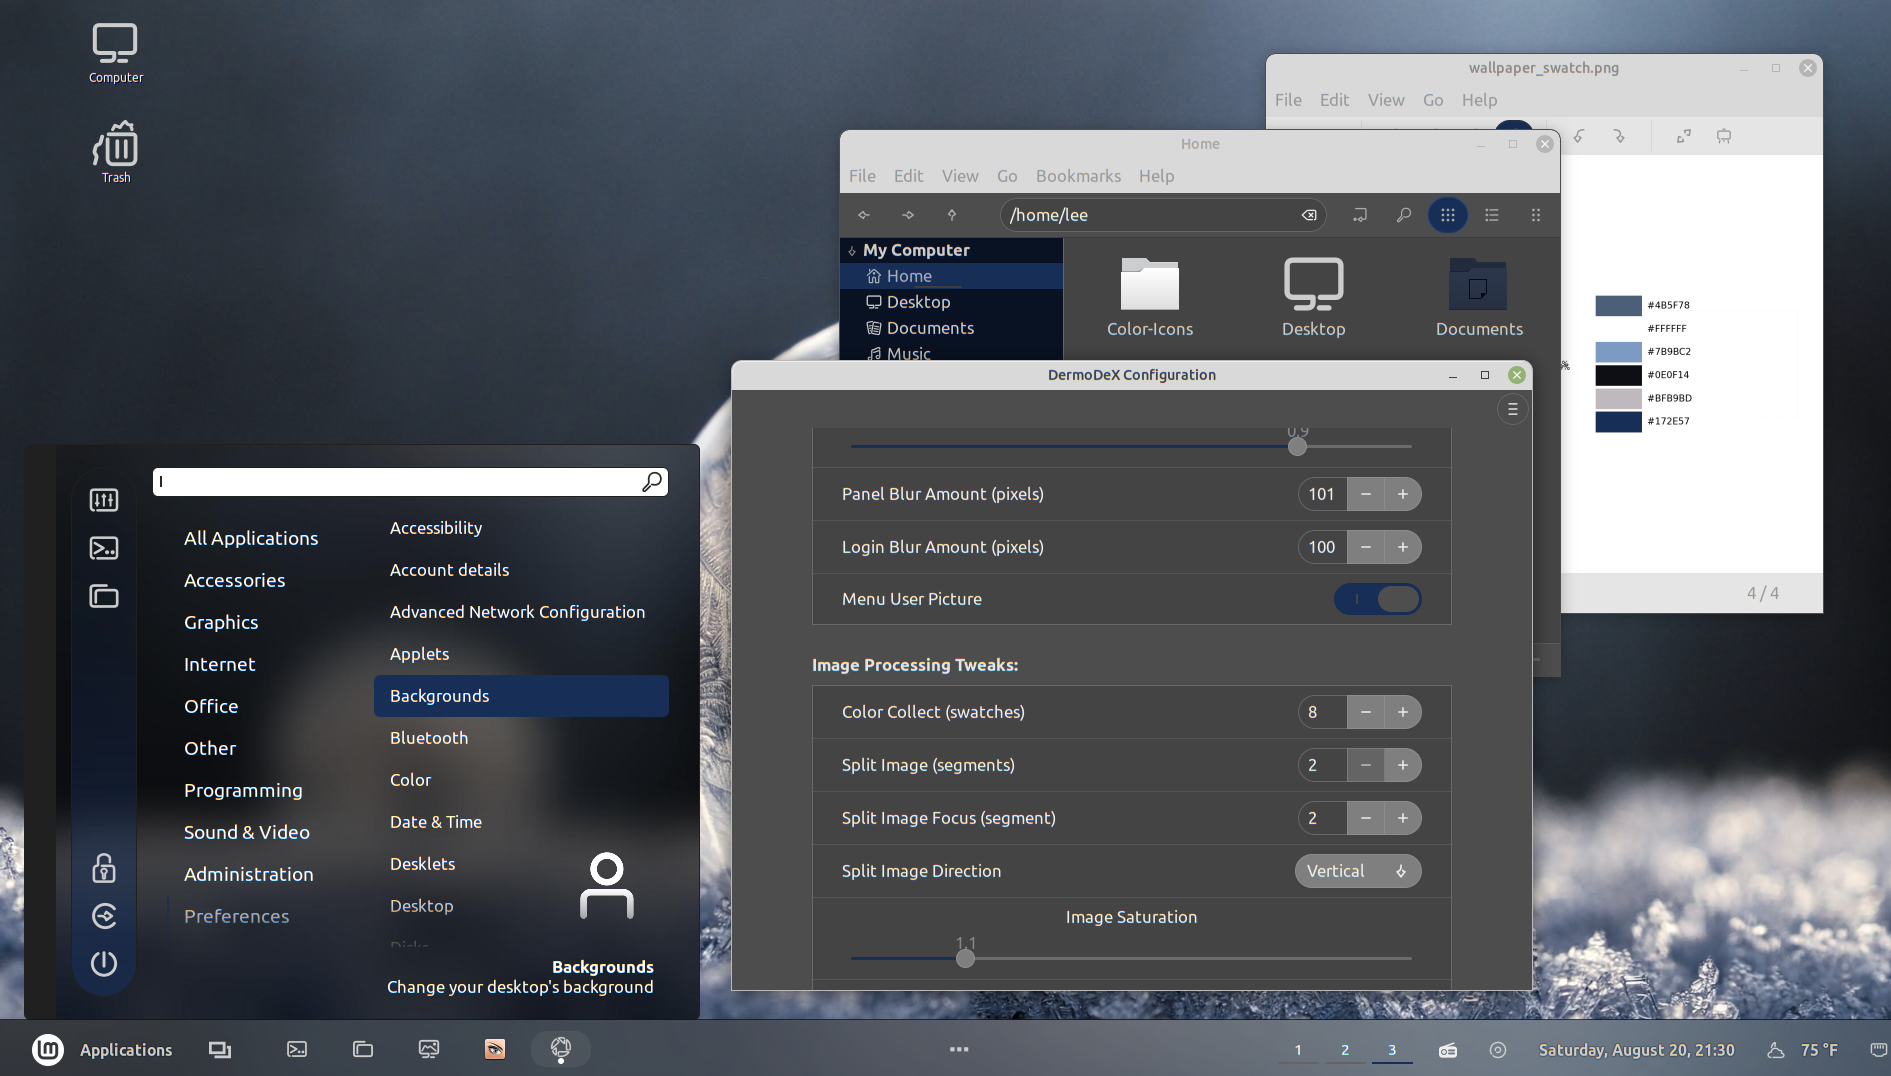 Computer
Trash
wallpaper_swatch.png
File Edit View Go Help
#4B5F78
#FFFFFF
#7B9BC2
#0E0F14
#BFB9BD
#172E57
%
4 / 4
Home
File Edit View Go Bookmarks Help
/home/lee
My Computer
Home
Desktop
Documents
Music
Color-Icons
Desktop
Documents
DermoDeX Configuration
0.9
Panel Blur Amount (pixels) 101
Login Blur Amount (pixels) 100
Menu User Picture
Image Processing Tweaks:
Color Collect (swatches) 8
Split Image (segments) 2
Split Image Focus (segment) 2
Split Image Direction Vertical
Image Saturation
1.1
All Applications
Accessories
Graphics
Internet
Office
Other
Programming
Sound & Video
Administration
Preferences
Accessibility
Account details
Advanced Network Configuration
Applets
Backgrounds
Bluetooth
Color
Date & Time
Desklets
Desktop
Disks
Backgrounds
Change your desktop's background
Applications
1 2 3
Saturday, August 20, 21:30
75 °F